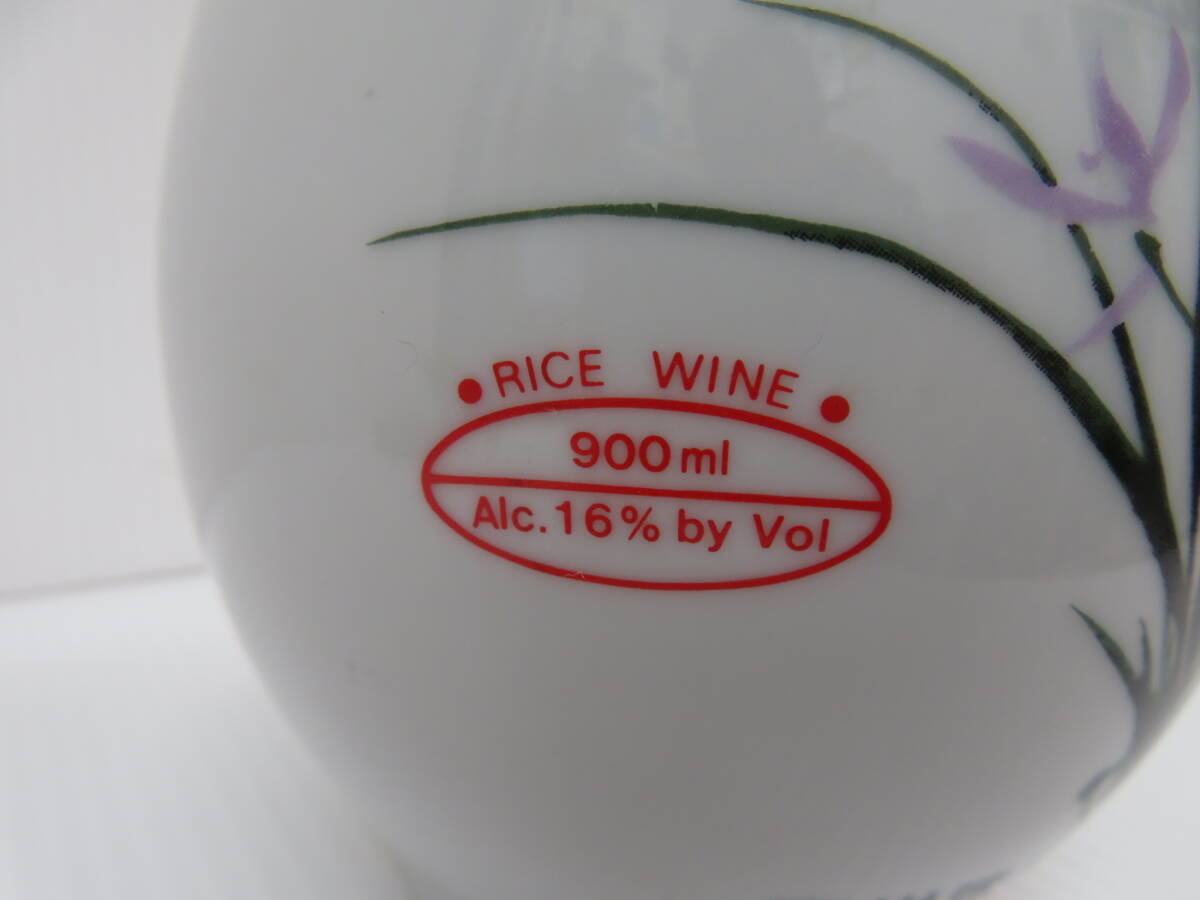 • RICE WINE •
900ml
Alc.16% by Vol